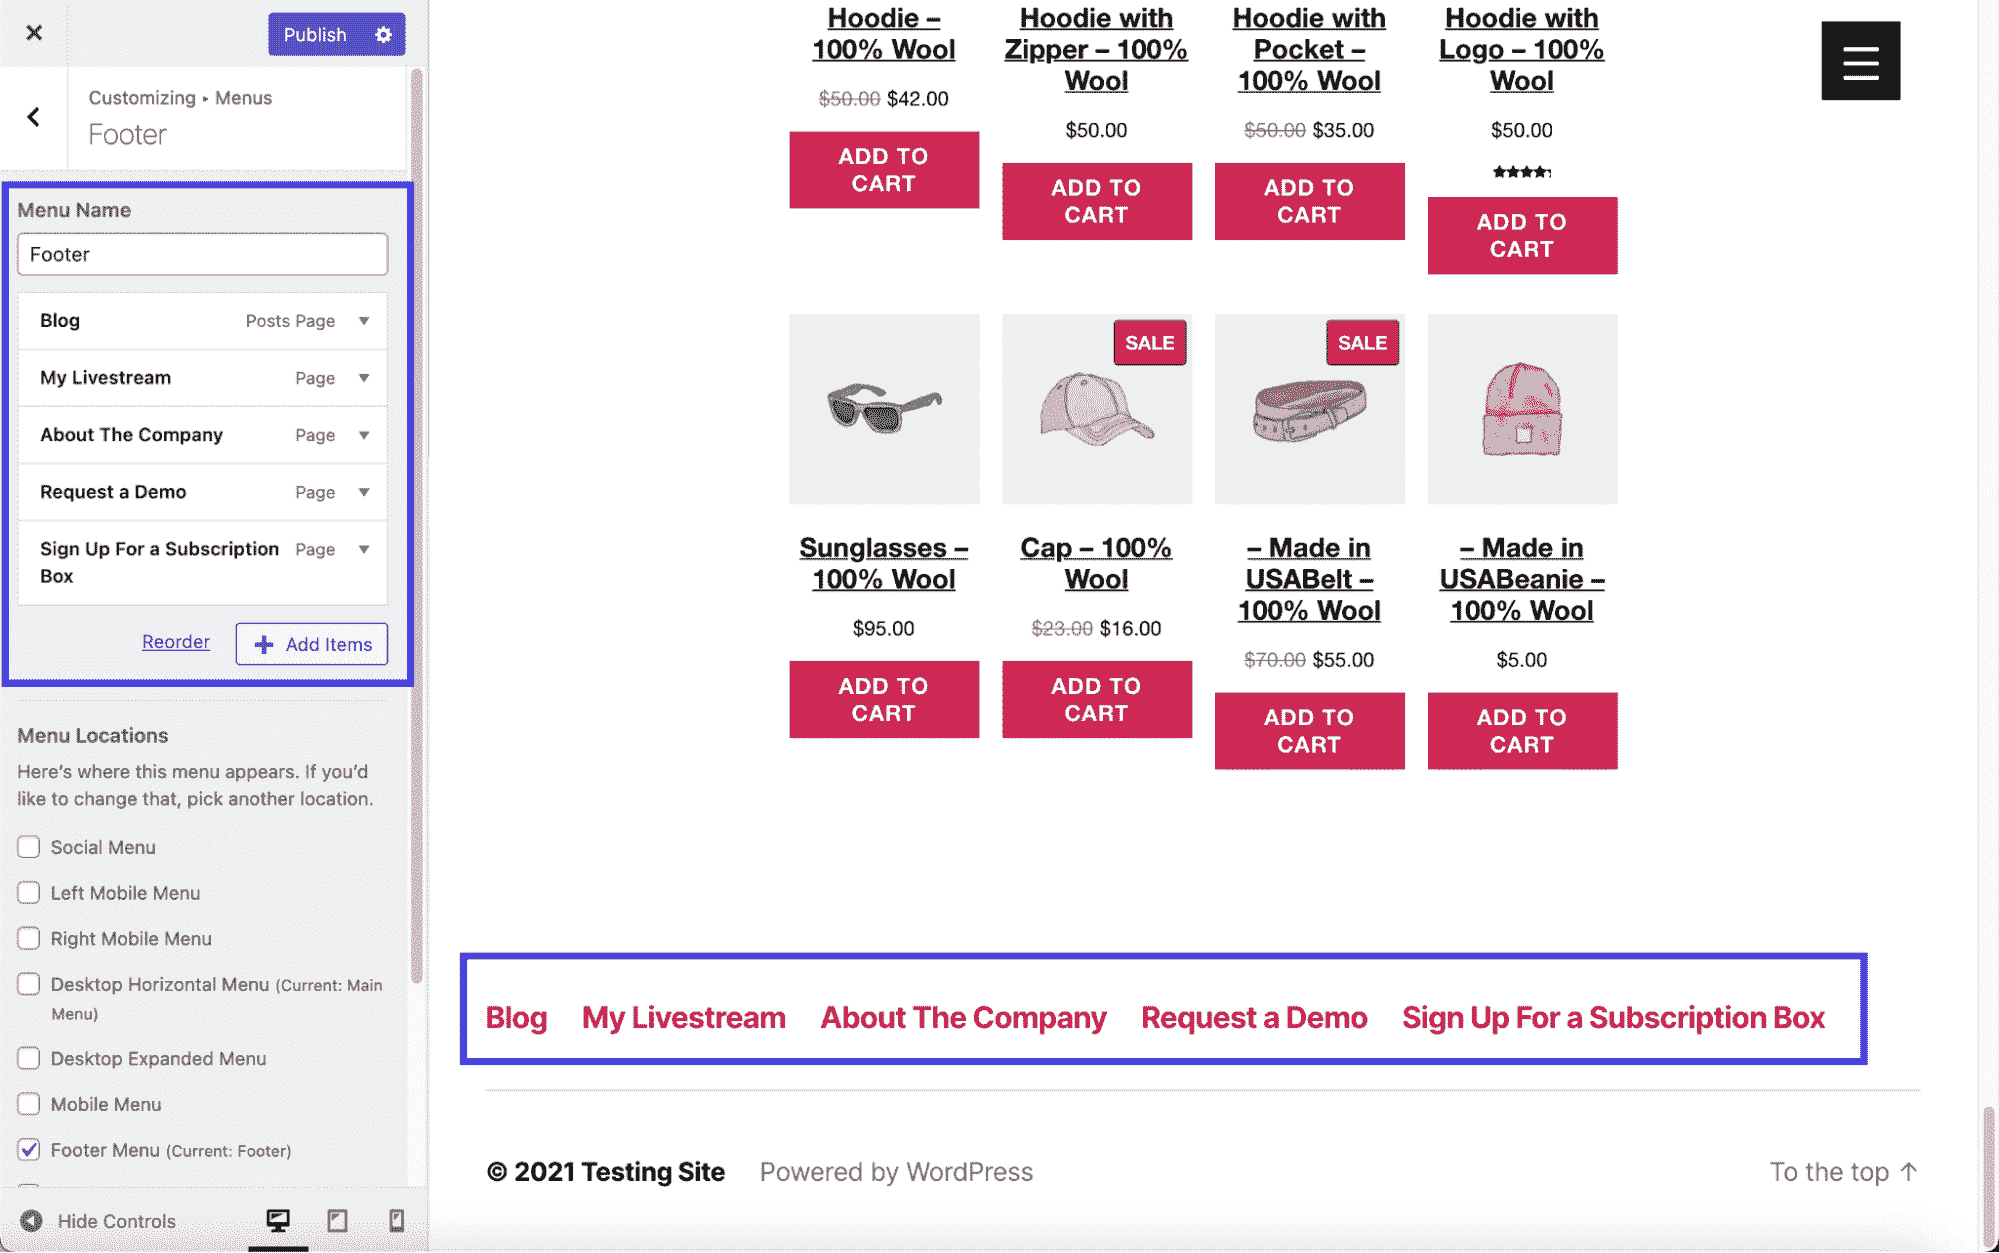 Publish
Customizing ▸ Menus
Footer
Menu Name
Footer
Blog Posts Page
My Livestream Page
About The Company Page
Request a Demo Page
Sign Up For a Subscription Page
Box
Reorder + Add Items
Menu Locations
Here's where this menu appears. If you'd
like to change that, pick another location.
Social Menu
Left Mobile Menu
Right Mobile Menu
Desktop Horizontal Menu (Current: Main
Menu)
Desktop Expanded Menu
Mobile Menu
Footer Menu (Current: Footer)
Hide Controls
Hoodie –
100% Wool
$50.00 $42.00
ADD TO
CART
Hoodie with
Zipper – 100%
Wool
$50.00
ADD TO
CART
Hoodie with
Pocket –
100% Wool
$50.00 $35.00
ADD TO
CART
Hoodie with
Logo – 100%
Wool
$50.00
ADD TO
CART
Sunglasses –
100% Wool
$95.00
ADD TO
CART
SALE
Cap – 100%
Wool
$23.00 $16.00
ADD TO
CART
SALE
– Made in
USABelt –
100% Wool
$70.00 $55.00
ADD TO
CART
– Made in
USABeanie –
100% Wool
$5.00
ADD TO
CART
Blog My Livestream About The Company Request a Demo Sign Up For a Subscription Box
© 2021 Testing Site Powered by WordPress To the top ↑